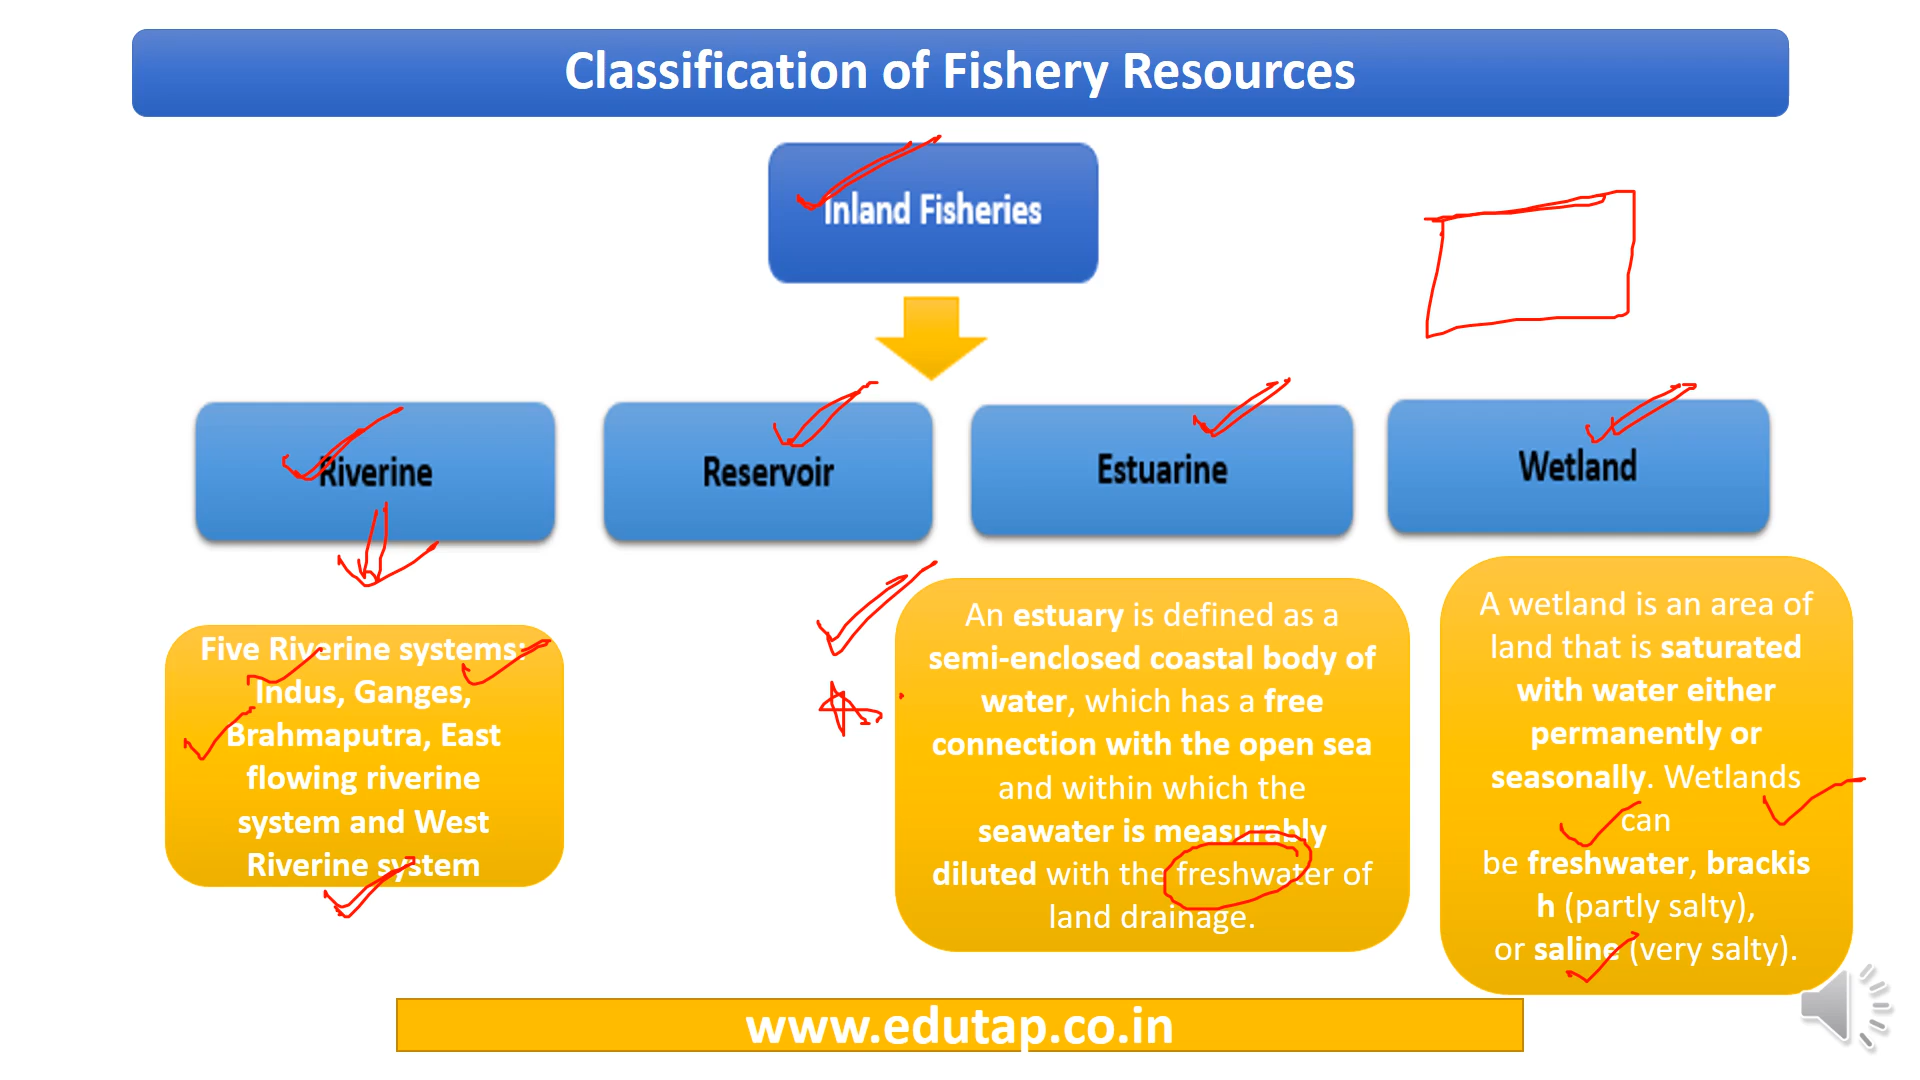 Classification of Fishery Resources
Inland Fisheries
Riverine
Reservoir
Estuarine
Wetland
Five Riverine systems:
Indus, Ganges,
Brahmaputra, East
flowing riverine
system and West
Riverine system
An estuary is defined as a
semi-enclosed coastal body of
water, which has a free
connection with the open sea
and within which the
seawater is measurably
diluted with the freshwater of
land drainage.
A wetland is an area of
land that is saturated
with water either
permanently or
seasonally. Wetlands
can
be freshwater, brackis
h (partly salty),
or saline (very salty).
www.edutap.co.in